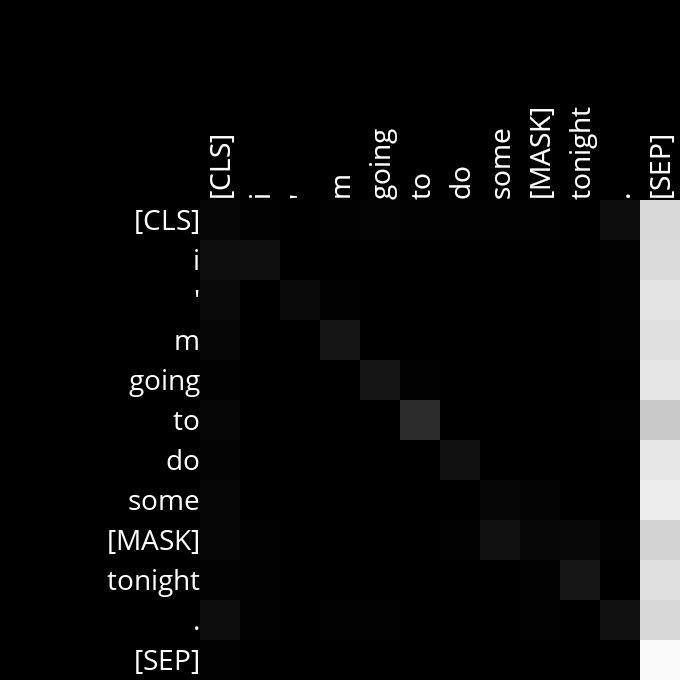 [CLS] i ' m going to do some [MASK] tonight . [SEP]
[CLS]
i
'
m
going
to
do
some
[MASK]
tonight
.
[SEP]